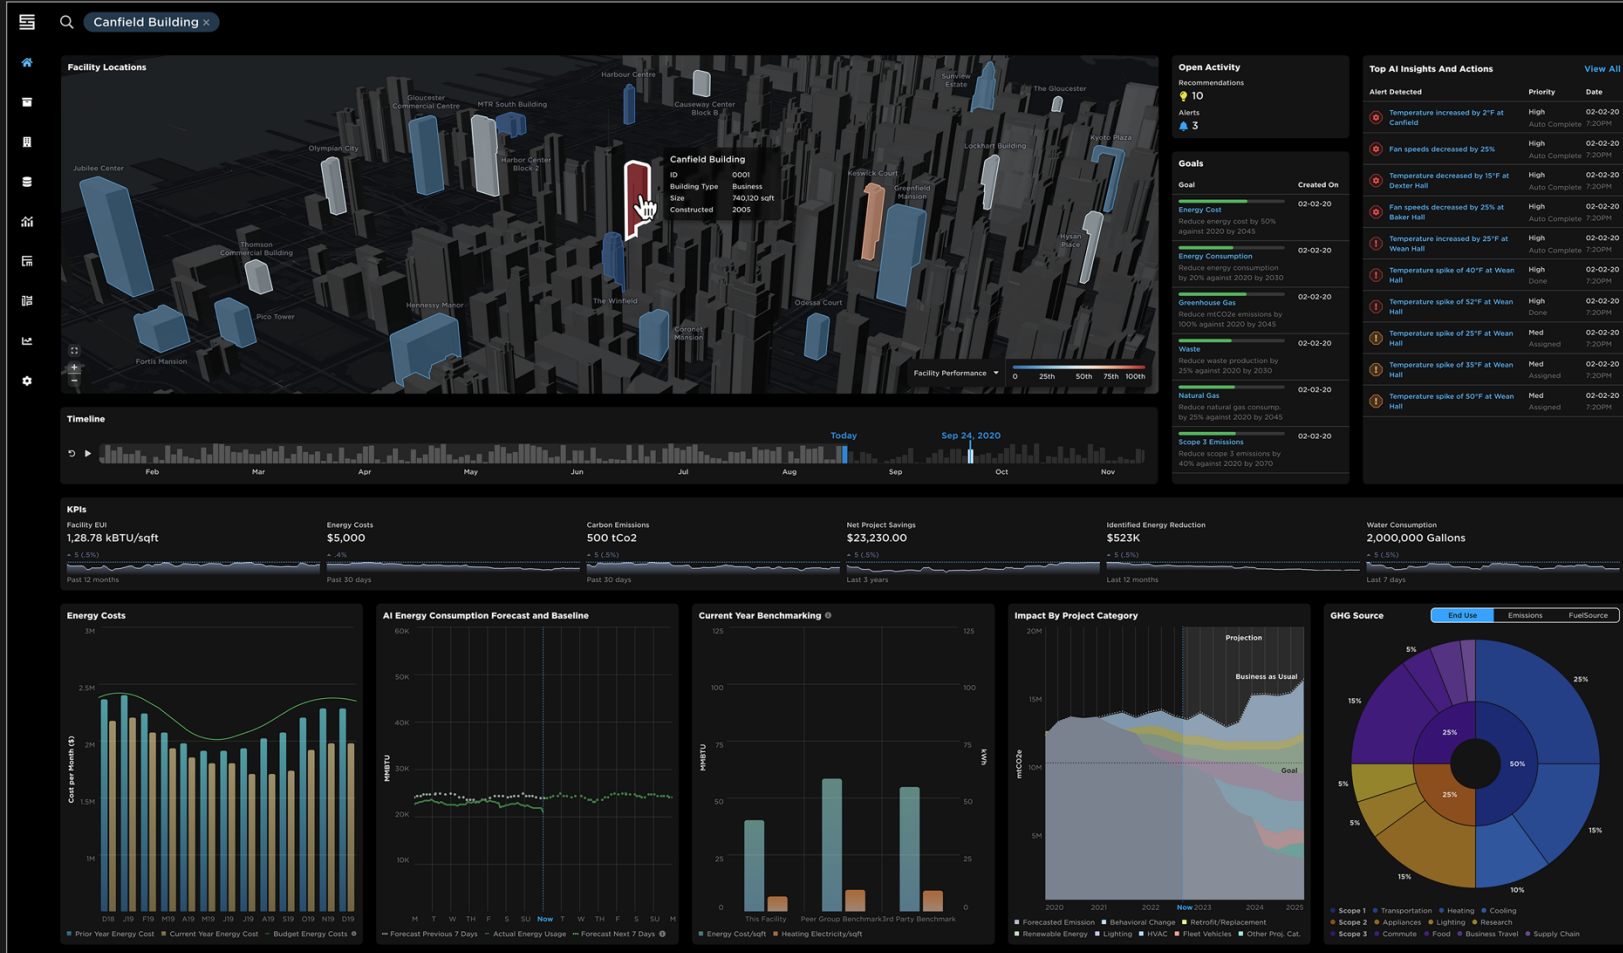 Canfield Building ×
Facility Locations
Harbour Centre
Sunview
Estate
The Gloucester
Gloucester
Commercial Centre
MTR South Building
Causeway Center
Block B
Kyoto Plaza
Olympian City
Harbor Center
Block 2
Lockhart Building
Jubilee Center
Keswick Court
Greenfield
Mansion
Canfield Building
ID 0001
Building Type Business
Size 740,120 sqft
Constructed 2005
Hysan
Place
Thomson
Commercial Building
The Winfield
Odessa Court
Hennessy Manor
Pico Tower
Coronet
Mansion
Fortis Mansion
Facility Performance
0 25th 50th 75th 100th
Open Activity
Recommendations
10
Alerts
3
Goals
Goal Created On
Energy Cost 02-02-20
Reduce energy cost by 50%
against 2020 by 2045
Energy Consumption 02-02-20
Reduce energy consumption
by 20% against 2020 by 2030
Greenhouse Gas 02-02-20
Reduce mtCO2e emissions by
100% against 2020 by 2045
Waste 02-02-20
Reduce waste production by
25% against 2020 by 2030
Natural Gas 02-02-20
Reduce natural gas consump.
by 25% against 2020 by 2045
Scope 3 Emissions 02-02-20
Reduce scope 3 emissions by
40% against 2020 by 2070
Top AI Insights And Actions View All
Alert Detected Priority Date
Temperature increased by 2°F at
Canfield
High 02-02-20
Auto Complete 7:20PM
Fan speeds decreased by 25%
High 02-02-20
Auto Complete 7:20PM
Temperature decreased by 15°F at
Dexter Hall
High 02-02-20
Auto Complete 7:20PM
Fan speeds decreased by 25% at
Baker Hall
High 02-02-20
Auto Complete 7:20PM
Temperature increased by 25°F at
Wean Hall
High 02-02-20
Auto Complete 7:20PM
Temperature spike of 40°F at Wean
Hall
High 02-02-20
Done 7:20PM
Temperature spike of 52°F at Wean
Hall
High 02-02-20
Done 7:20PM
Temperature spike of 25°F at Wean
Hall
Med 02-02-20
Assigned 7:20PM
Temperature spike of 35°F at Wean
Hall
Med 02-02-20
Assigned 7:20PM
Temperature spike of 50°F at Wean
Hall
Med 02-02-20
Assigned 7:20PM
Timeline
Today Sep 24, 2020
Feb Mar Apr May Jun Jul Aug Sep Oct Nov
KPIs
Facility EUI
1,28.78 kBTU/sqft
5 (.5%)
Past 12 months
Energy Costs
$5,000
.4%
Past 30 days
Carbon Emissions
500 tCo2
5 (.5%)
Past 30 days
Net Project Savings
$23,230.00
5 (.5%)
Last 3 years
Identified Energy Reduction
$523K
5 (.5%)
Last 12 months
Water Consumption
2,000,000 Gallons
5 (.5%)
Last 7 days
Energy Costs
3M
2.5M
2M
1.5M
1M
Cost per Month ($)
D18 J19 F19 M19 A19 M19 J19 J19 A19 S19 O19 N19 D19
Prior Year Energy Cost Current Year Energy Cost Budget Energy Costs
AI Energy Consumption Forecast and Baseline
60K
50K
40K
30K
20K
10K
MMBTU
M T W TH F S SU Now T W TH F S SU M
Forecast Previous 7 Days Actual Energy Usage Forecast Next 7 Days
Current Year Benchmarking
125 125
100 100
75 75
50 50
25 25
0 0
MMBTU
kWh
This Facility Peer Group Benchmark 3rd Party Benchmark
Energy Cost/sqft Heating Electricity/sqft
Impact By Project Category
20M
15M
10M
5M
mtCO2e
Projection
Business as Usual
Goal
2020 2021 2022 Now 2023 2024 2025
Forecasted Emission Behavioral Change Retrofit/Replacement
Renewable Energy Lighting HVAC Fleet Vehicles Other Proj. Cat.
GHG Source
End Use Emissions FuelSource
5%
25%
15%
25%
50%
5%
25%
5%
15%
15%
10%
Scope 1 Transportation Heating Cooling
Scope 2 Appliances Lighting Research
Scope 3 Commute Food Business Travel Supply Chain